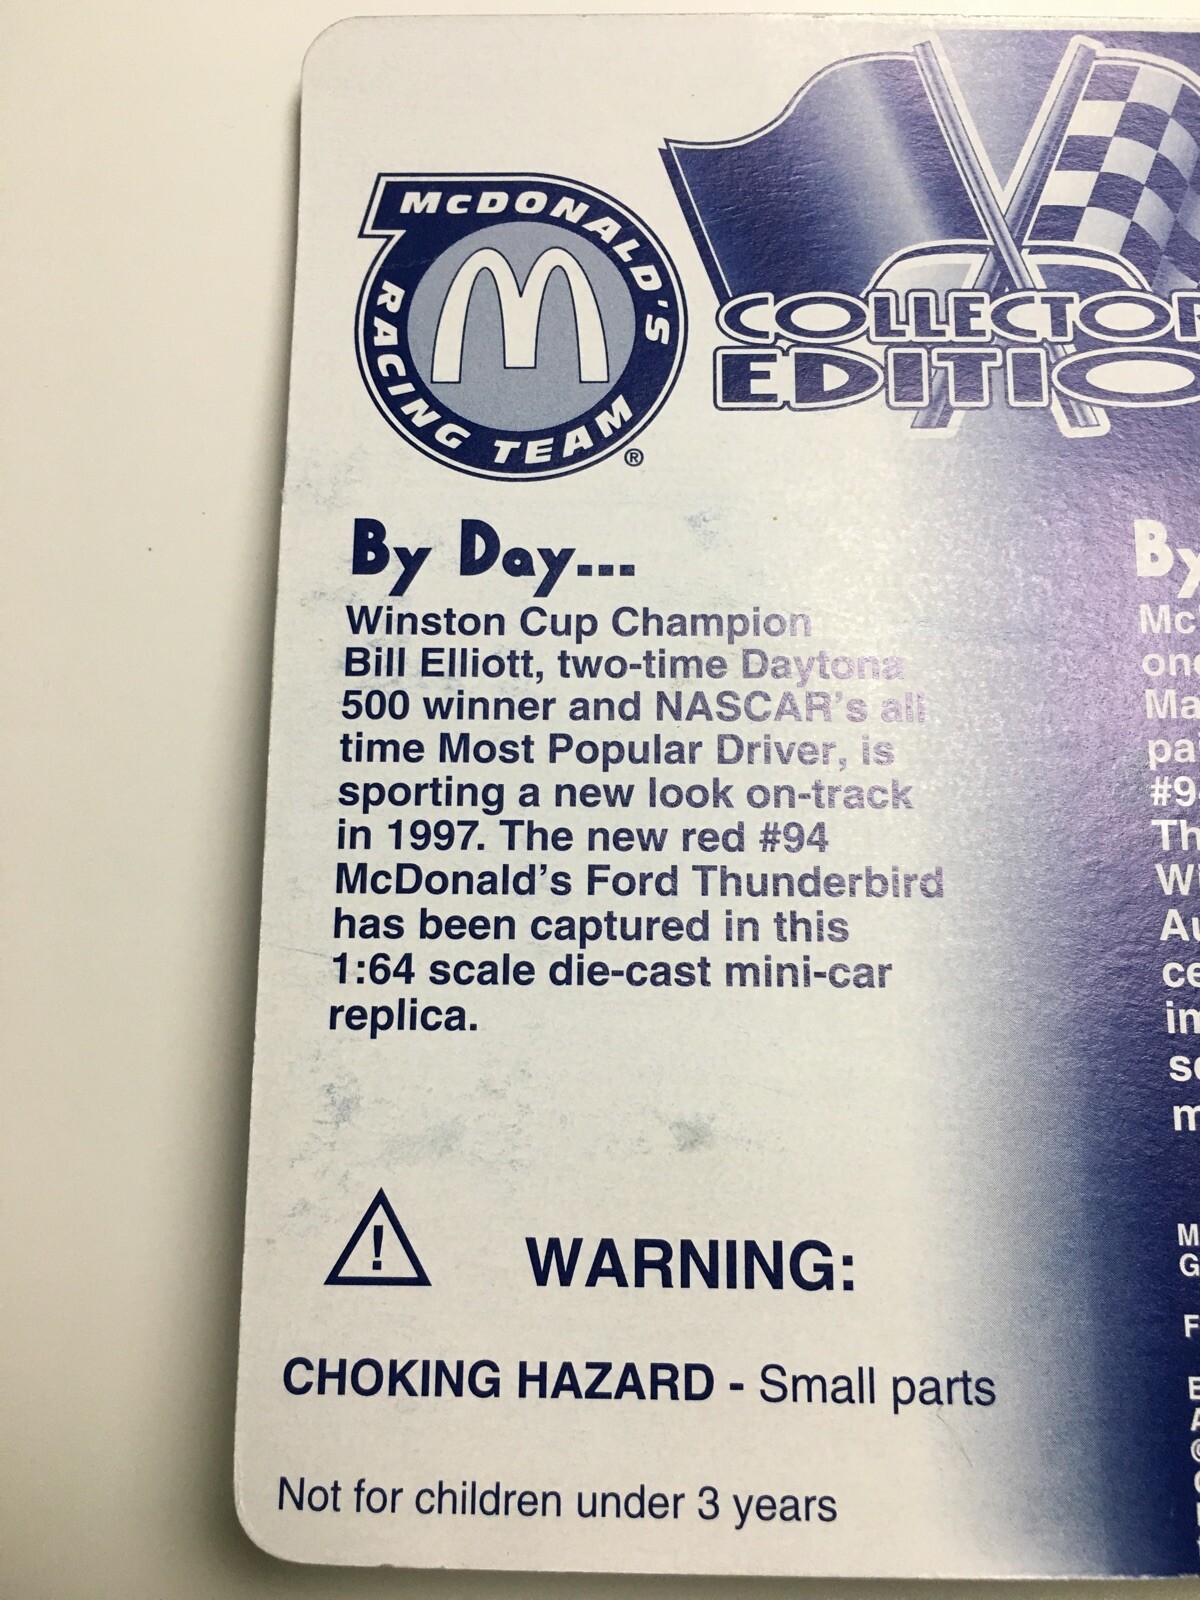 McDONALD'S
RACING TEAM®
COLLECTOR
EDITIO
By Day...
Winston Cup Champion
Bill Elliott, two-time Daytona
500 winner and NASCAR's all
time Most Popular Driver, is
sporting a new look on-track
in 1997. The new red #94
McDonald's Ford Thunderbird
has been captured in this
1:64 scale die-cast mini-car
replica.
WARNING:
CHOKING HAZARD - Small parts
Not for children under 3 years
By